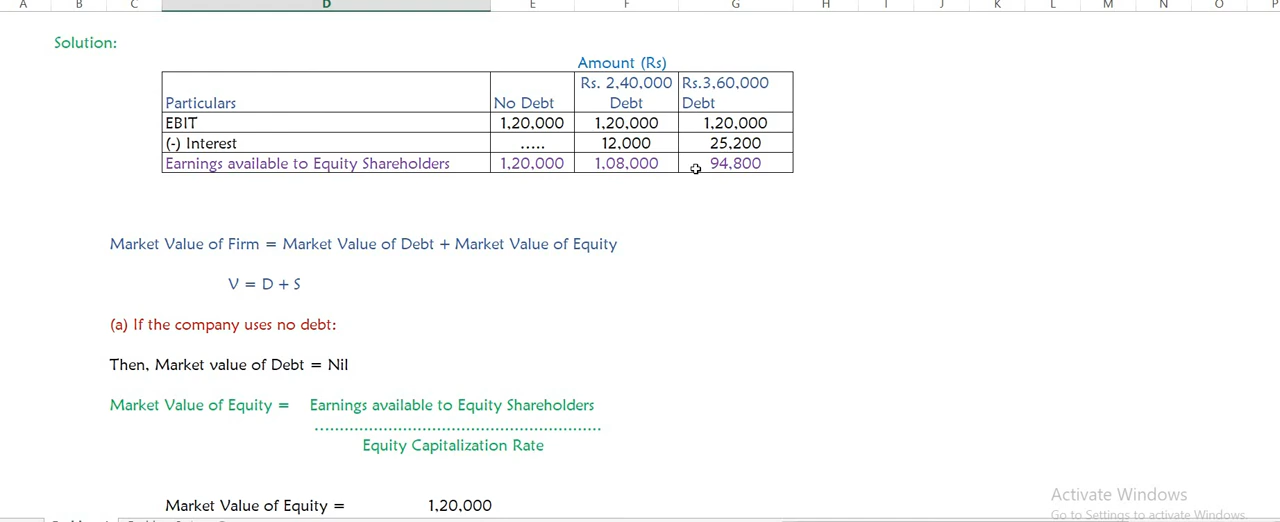 A B C D E F G H I J K L M N O P
Solution:
Amount (Rs)
Rs. 2,40,000 Rs.3,60,000
Particulars No Debt Debt Debt
EBIT 1,20,000 1,20,000 1,20,000
(-) Interest ..... 12,000 25,200
Earnings available to Equity Shareholders 1,20,000 1,08,000 94,800
Market Value of Firm = Market Value of Debt + Market Value of Equity
V = D + S
(a) If the company uses no debt:
Then, Market value of Debt = Nil
Market Value of Equity = Earnings available to Equity Shareholders
............................................................
Equity Capitalization Rate
Activate Windows
Market Value of Equity = 1,20,000
Go to Settings to activate Windows.